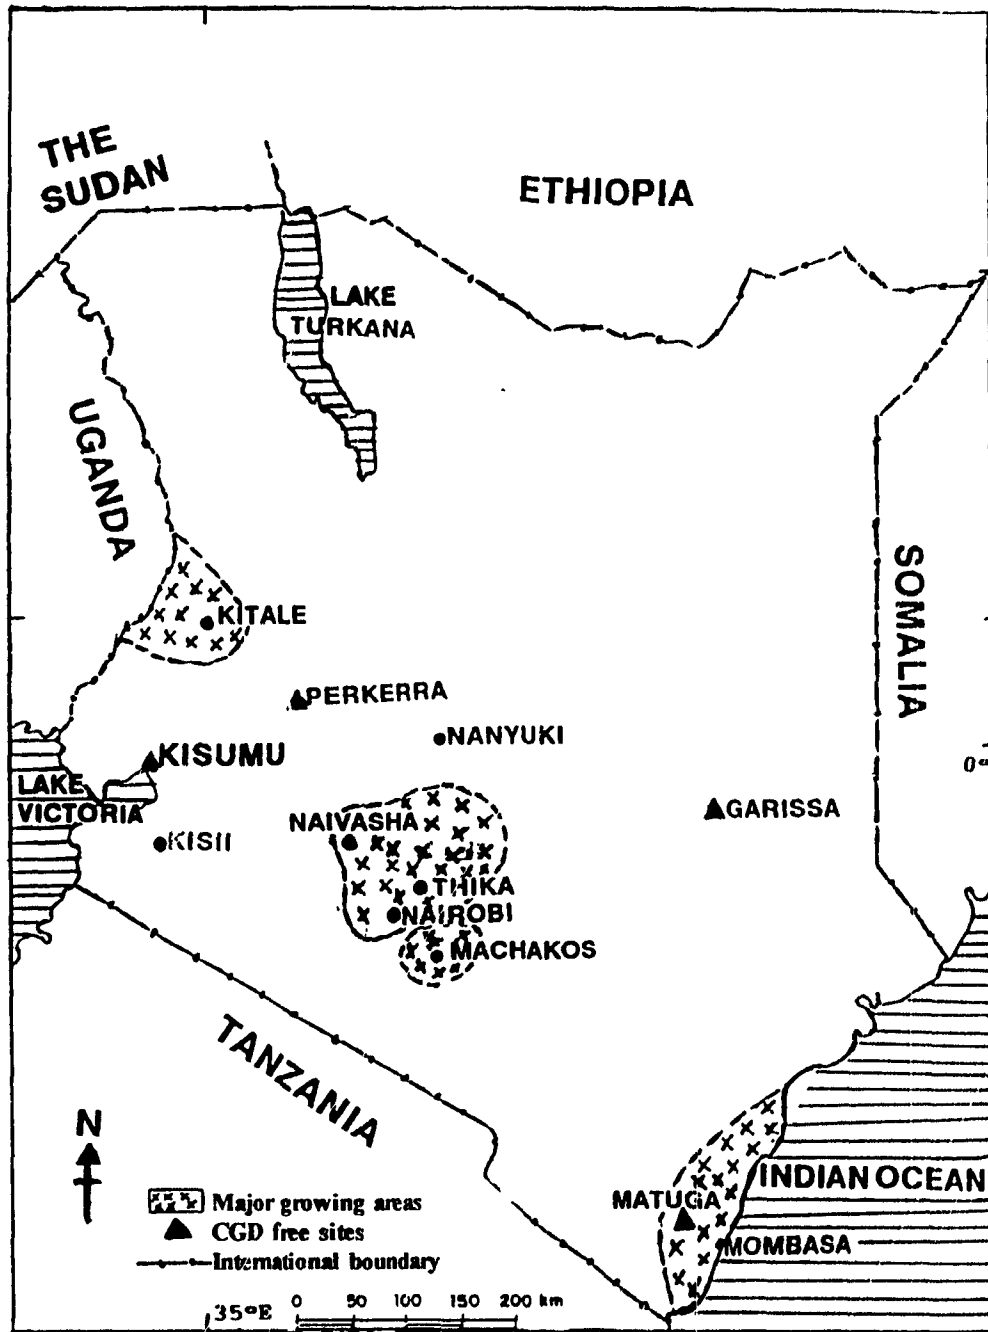 THE
SUDAN
ETHIOPIA
LAKE
TURKANA
UGANDA
SOMALIA
KITALE
PERKERRA
NANYUKI
KISUMU
0°
LAKE
VICTORIA
GARISSA
NAIVASHA
KISII
THIKA
NAIROBI
MACHAKOS
TANZANIA
N
INDIAN OCEAN
MATUGA
MOMBASA
Major growing areas
CGD free sites
International boundary
35°E
0 50 100 150 200 km